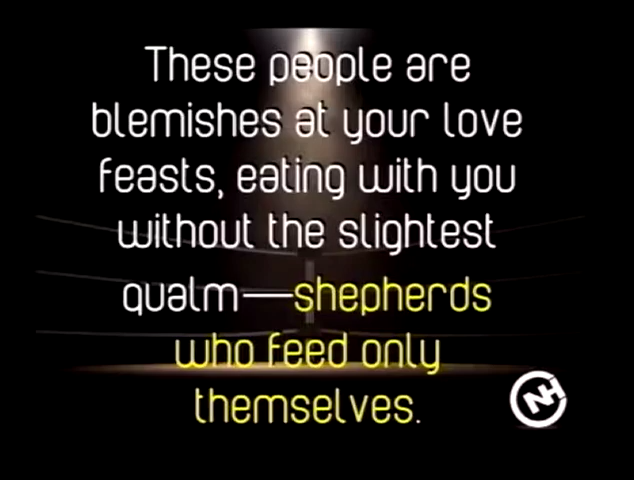 These people are
blemishes at your love
feasts, eating with you
without the slightest
qualm—shepherds
who feed only
themselves.
NH